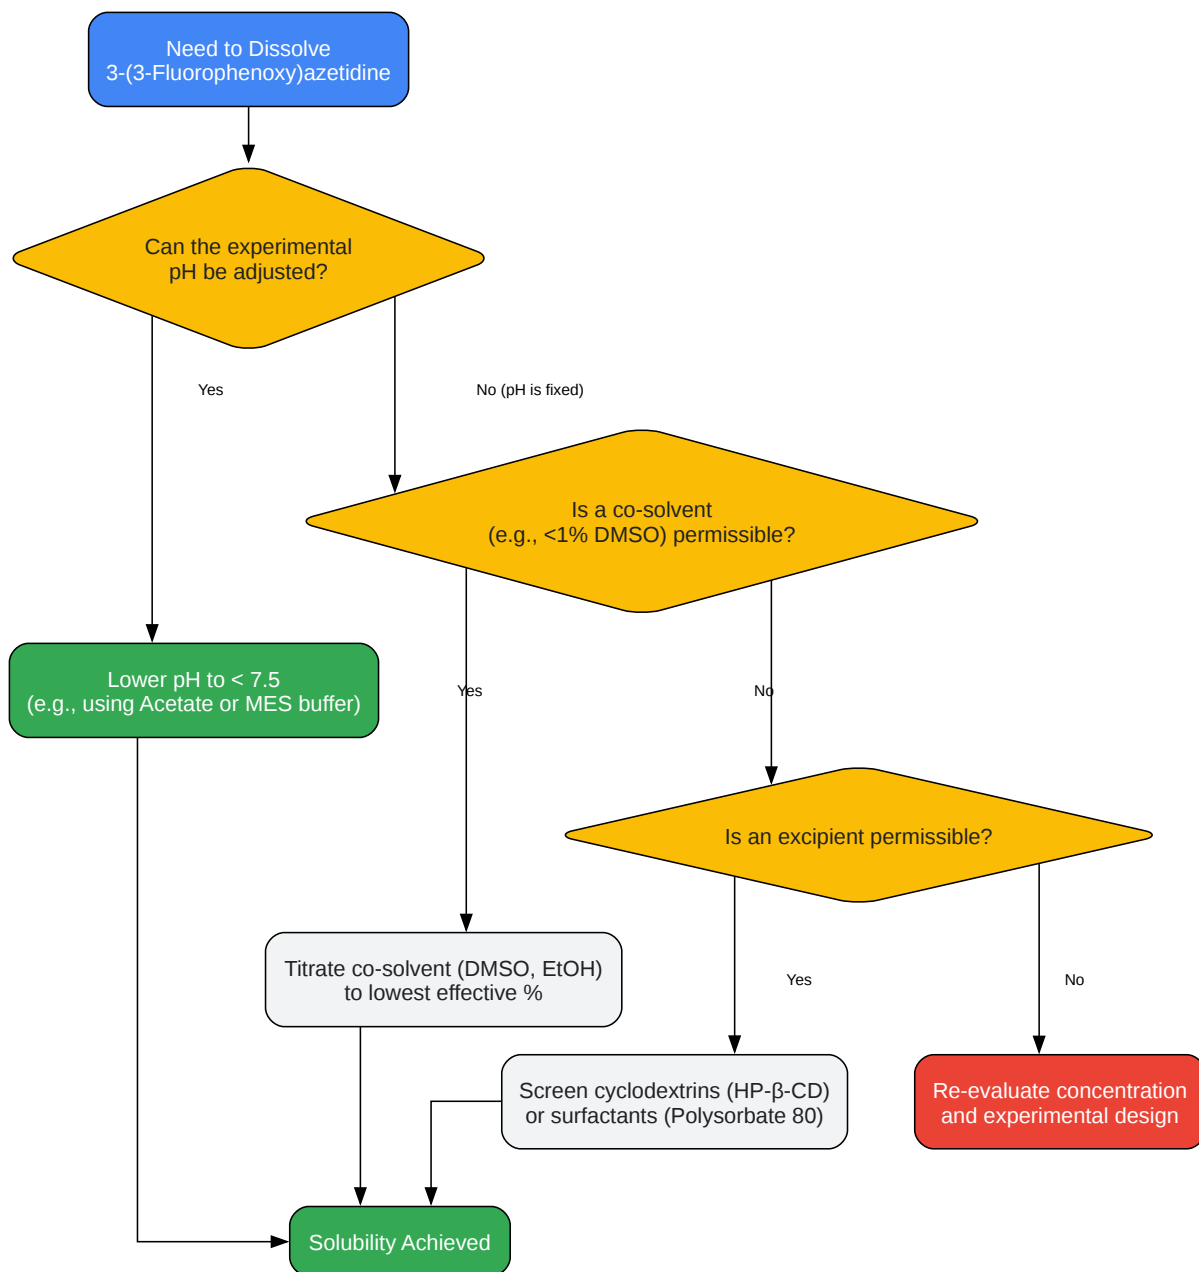 Need to Dissolve
3-(3-Fluorophenoxy)azetidine
Can the experimental
pH be adjusted?
Yes
No (pH is fixed)
Is a co-solvent
(e.g., <1% DMSO) permissible?
Lower pH to < 7.5
(e.g., using Acetate or MES buffer)
Yes
No
Is an excipient permissible?
Titrate co-solvent (DMSO, EtOH)
to lowest effective %
Yes
No
Screen cyclodextrins (HP-β-CD)
or surfactants (Polysorbate 80)
Re-evaluate concentration
and experimental design
Solubility Achieved